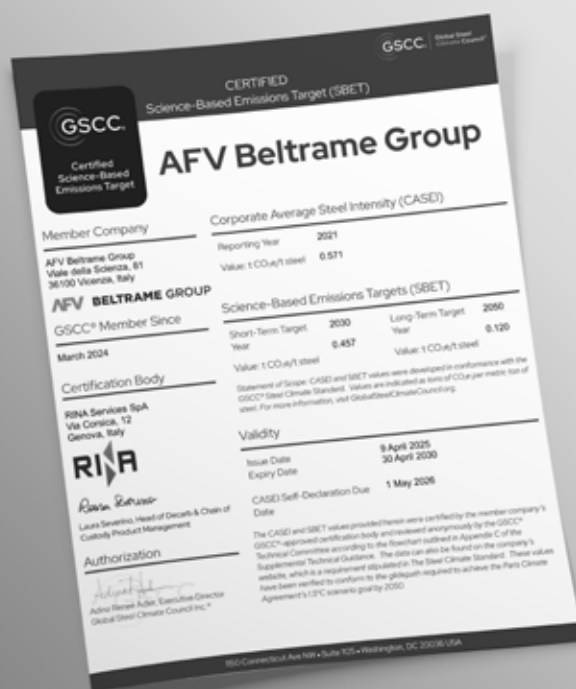 GSCC. Global Steel
Climate Council
CERTIFIED
Science-Based Emissions Target (SBET)
GSCC.
Certified
Science-Based
Emissions Target
AFV Beltrame Group
Member Company
AFV Beltrame Group
Viale della Scienza, 81
36100 Vicenza, Italy
AFV BELTRAME GROUP
GSCC® Member Since
March 2024
Certification Body
RINA Services SpA
Via Corsica, 12
Genova, Italy
RINA
Laura Severino, Head of Decarb & Chain of
Custody Product Management
Authorization
Executive Director
Global Steel Climate Council Inc.
Corporate Average Steel Intensity (CASEI)
Reporting Year 2021
Value: t CO₂e/t steel 0.571
Science-Based Emissions Targets (SBET)
Short-Term Target 2030 Long-Term Target 2050
Year Year
Value: t CO₂e/t steel 0.457 Value: t CO₂e/t steel 0.120
Statement of Scope: CASEI and SBET values were developed in conformance with the
GSCC® Steel Climate Standard. Values are indicated as tons of CO₂e per metric ton of
steel. For more information, visit GlobalSteelClimateCouncil.org.
Validity
Issue Date 9 April 2025
Expiry Date 30 April 2030
CASEI Self-Declaration Due 1 May 2026
Date
The CASEI and SBET values provided herein were certified by the member company's
GSCC®-approved certification body and reviewed anonymously by the GSCC®
Technical Committee according to the flowchart outlined in Appendix C of the
Supplemental Technical Guidance. The data can also be found on the company's
website, which is a requirement stipulated in The Steel Climate Standard. These values
have been verified to conform to the glidepath required to achieve the Paris Climate
Agreement's 1.5°C scenario goal by 2050.
1150 Connecticut Ave NW • Suite 1125 • Washington, DC 20036 USA